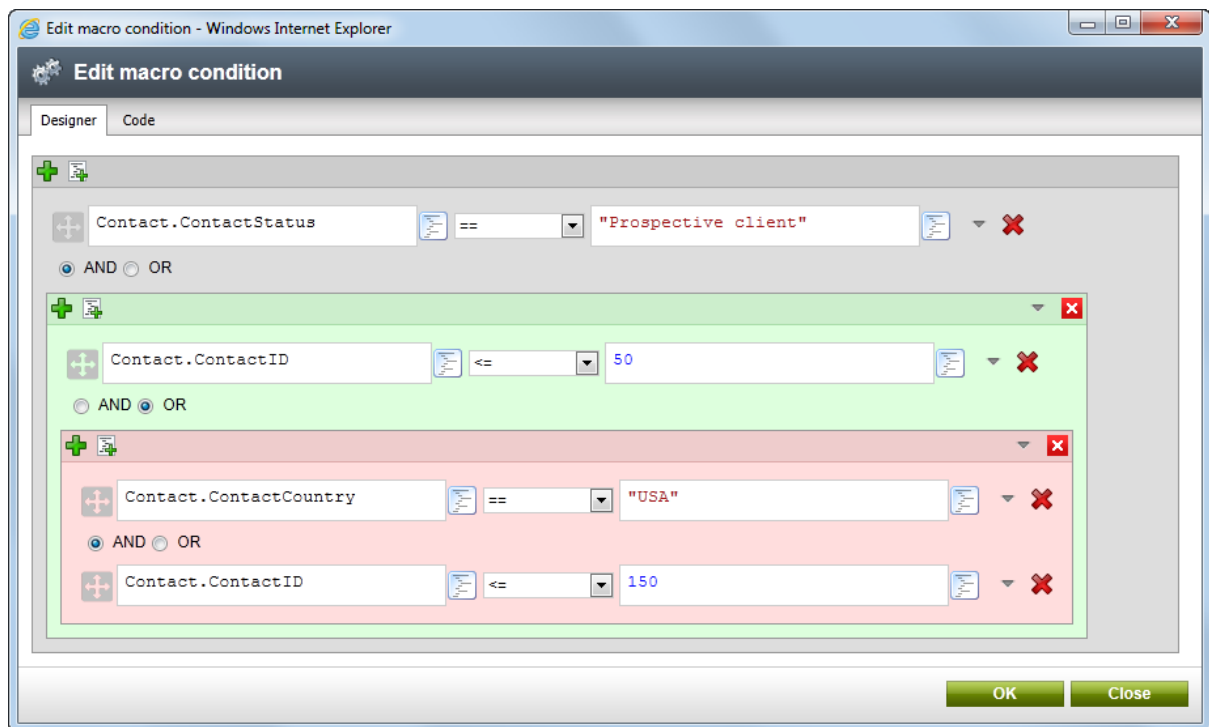 Edit macro condition - Windows Internet Explorer
Edit macro condition
Designer Code
Contact.ContactStatus == "Prospective client"
AND OR
Contact.ContactID <= 50
AND OR
Contact.ContactCountry == "USA"
AND OR
Contact.ContactID <= 150
OK Close